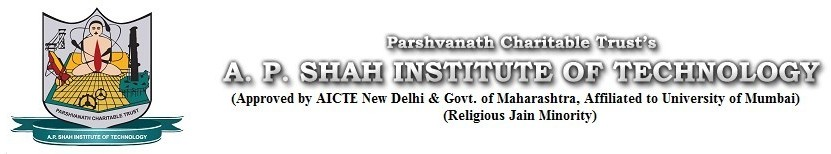 PARSHVANATH CHARITABLE TRUST
A.P. SHAH INSTITUTE OF TECHNOLOGY
Parshvanath Charitable Trust's
A. P. SHAH INSTITUTE OF TECHNOLOGY
(Approved by AICTE New Delhi & Govt. of Maharashtra, Affiliated to University of Mumbai)
(Religious Jain Minority)